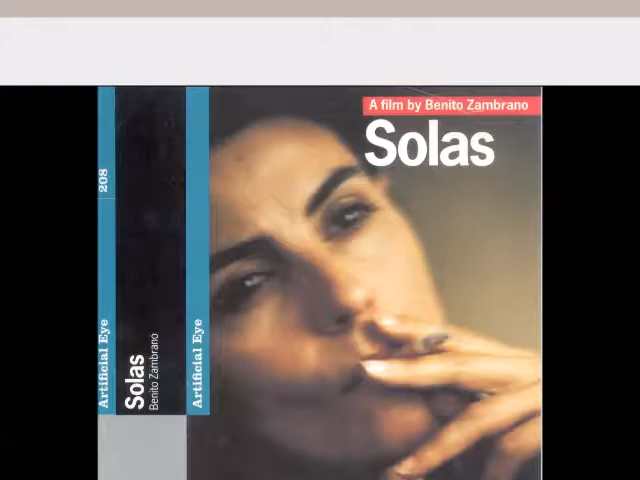 208
Artificial Eye
Solas
Benito Zambrano
Artificial Eye
A film by Benito Zambrano
Solas